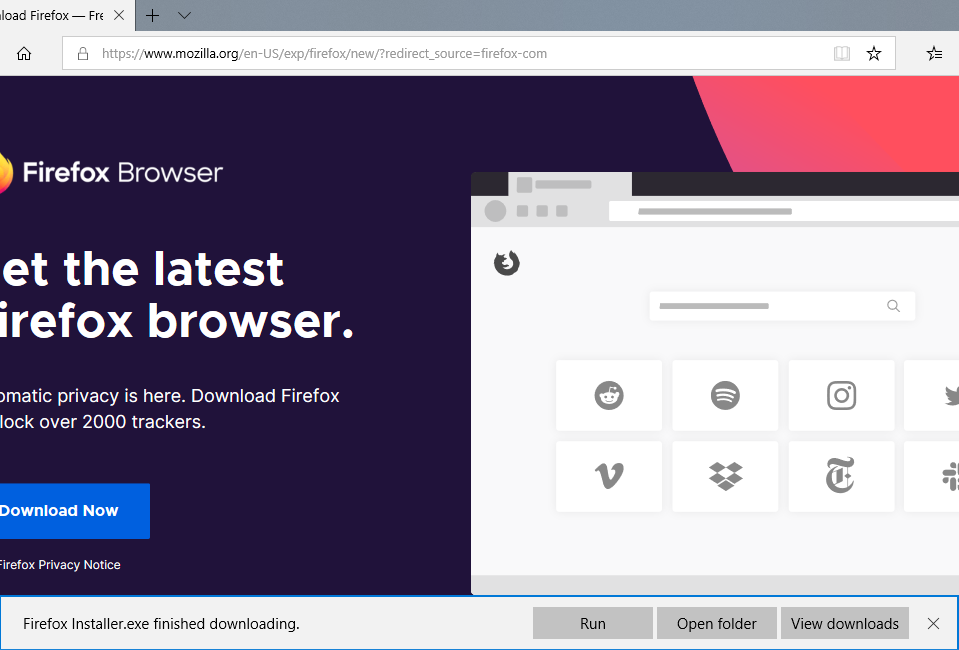 load Firefox — Fre
https://www.mozilla.org/en-US/exp/firefox/new/?redirect_source=firefox-com
Firefox Browser
et the latest
irefox browser.
omatic privacy is here. Download Firefox
lock over 2000 trackers.
Download Now
Firefox Privacy Notice
Firefox Installer.exe finished downloading.
Run
Open folder
View downloads